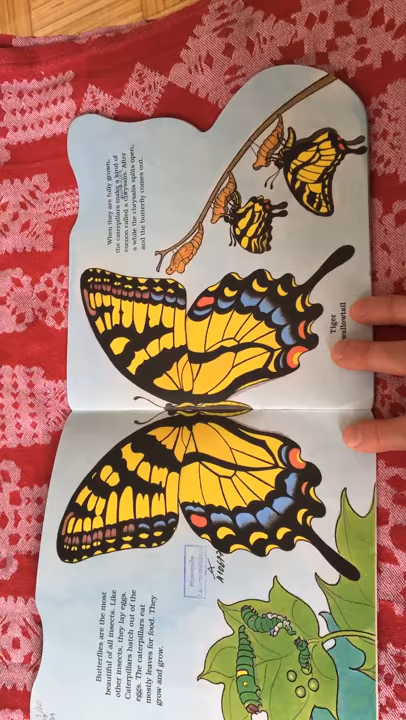 Butterflies are the most
beautiful of all insects. Like
other insects, they lay eggs.
Caterpillars hatch out of the
eggs. The caterpillars eat
mostly leaves for food. They
grow and grow.
When they are fully grown,
the caterpillars make a kind of
cocoon called a chrysalis. After
a while the chrysalis splits open,
and the butterfly comes out.
Tiger
wallowtail